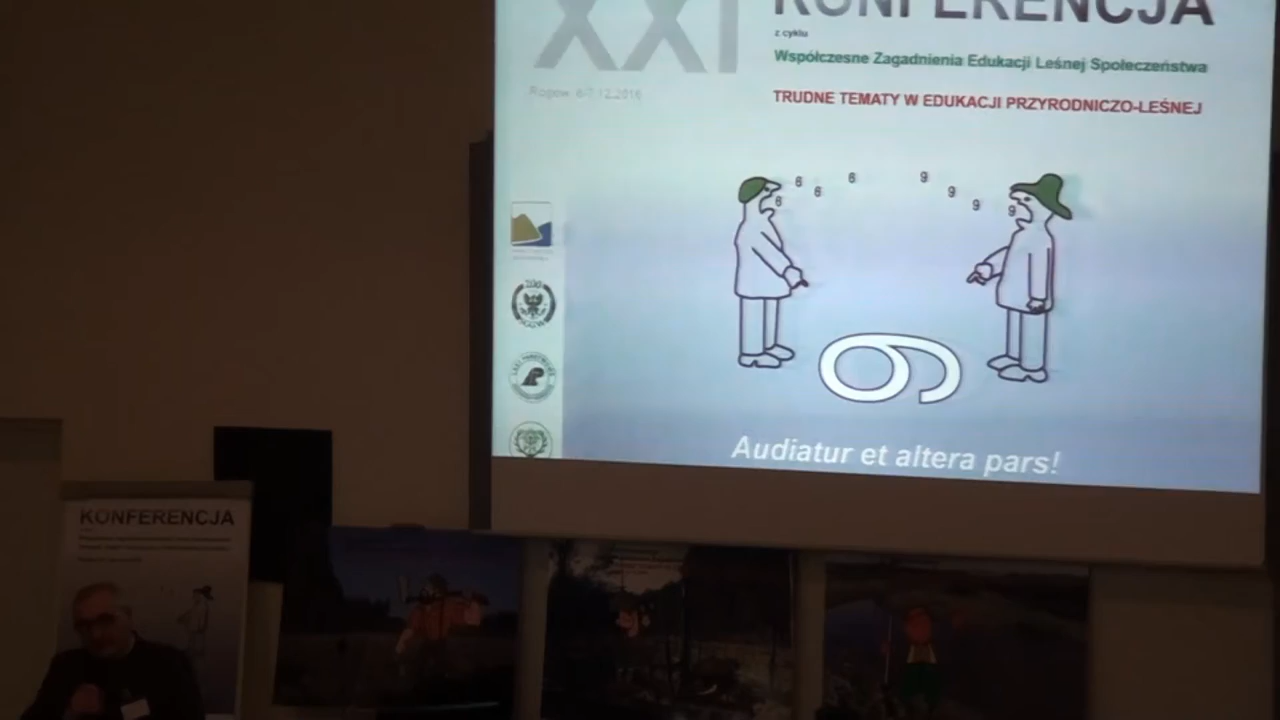 XXI
KONFERENCJA
z cyklu
Współczesne Zagadnienia Edukacji Leśnej Społeczeństwa
Rogów, 6-7.12.2016
TRUDNE TEMATY W EDUKACJI PRZYRODNICZO-LEŚNEJ
6 6 6 6
9 9 9 9
6
Audiatur et altera pars!
KONFERENCJA